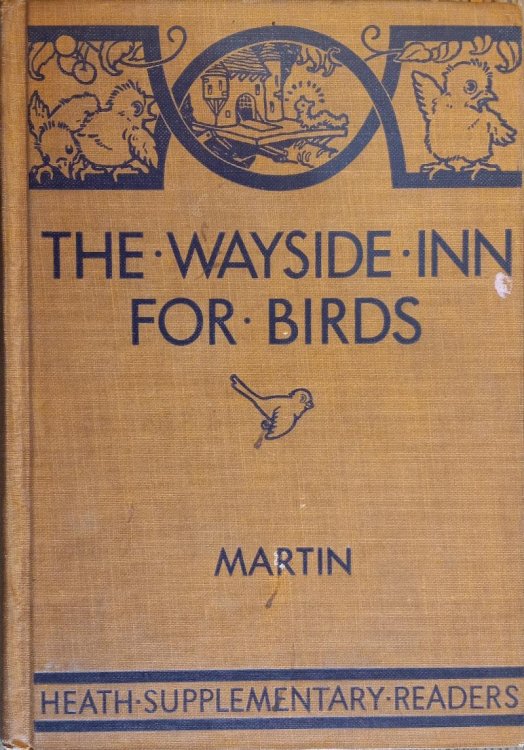 THE·WAYSIDE·INN
FOR·BIRDS
MARTIN
HEATH·SUPPLEMENTARY·READERS